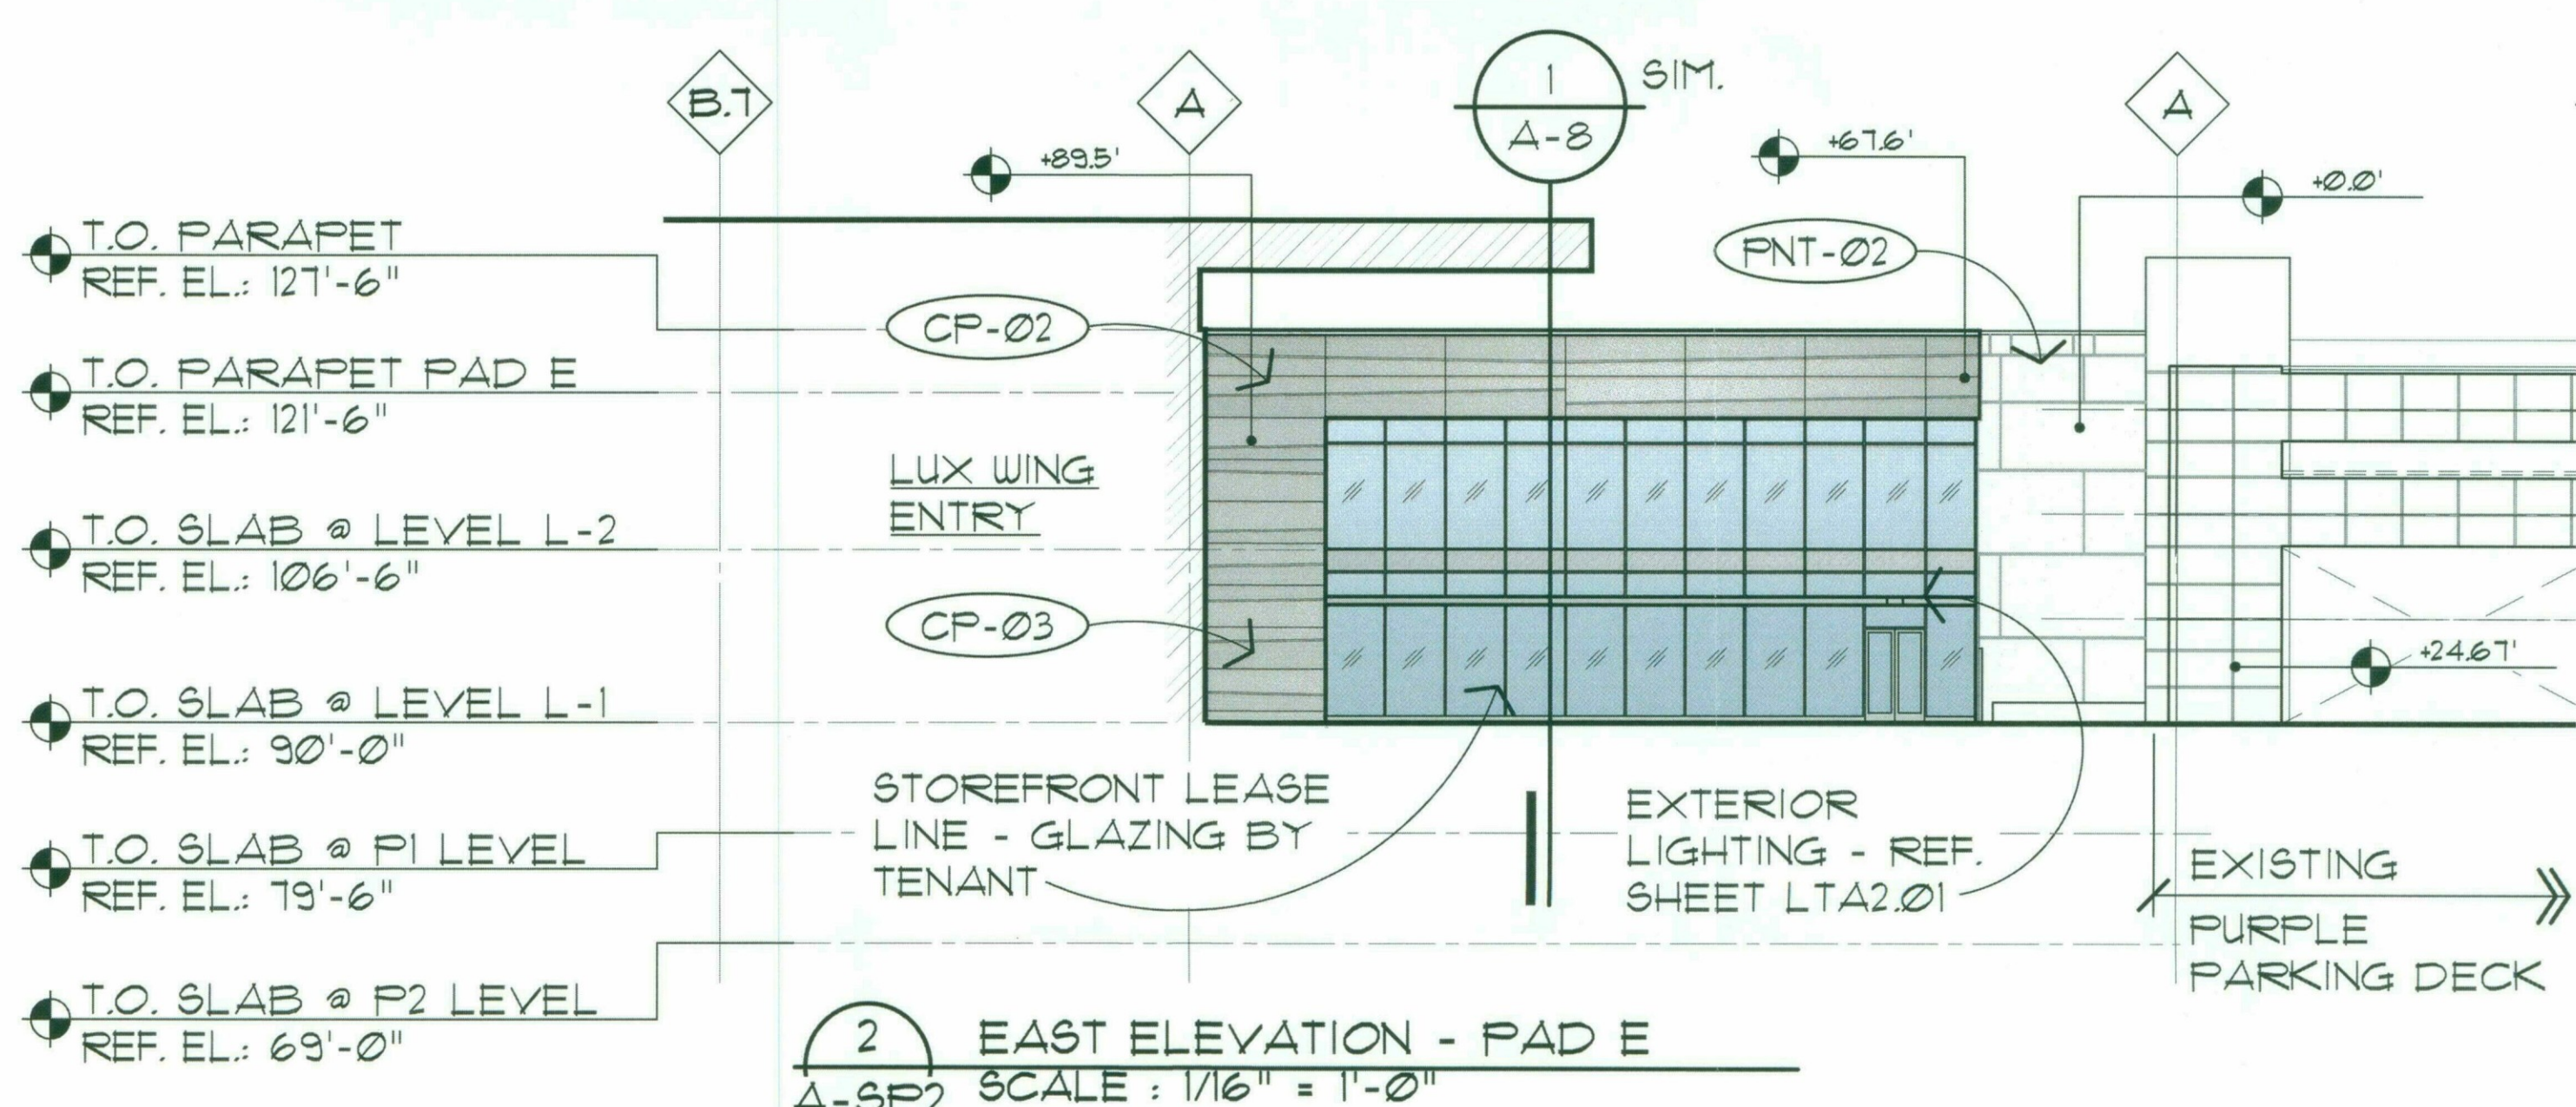 B.7
A
1
A-8
SIM.
A
+89.5'
+67.6'
+0.0'
T.O. PARAPET
REF. EL.: 127'-6"
PNT-02
CP-02
T.O. PARAPET PAD E
REF. EL.: 121'-6"
LUX WING
ENTRY
T.O. SLAB @ LEVEL L-2
REF. EL.: 106'-6"
CP-03
+24.67'
T.O. SLAB @ LEVEL L-1
REF. EL.: 90'-0"
STOREFRONT LEASE
LINE - GLAZING BY
TENANT
EXTERIOR
LIGHTING - REF.
SHEET LTA2.01
T.O. SLAB @ P1 LEVEL
REF. EL.: 79'-6"
EXISTING
PURPLE
PARKING DECK
T.O. SLAB @ P2 LEVEL
REF. EL.: 69'-0"
2
A-SP2
EAST ELEVATION - PAD E
SCALE : 1/16" = 1'-0"